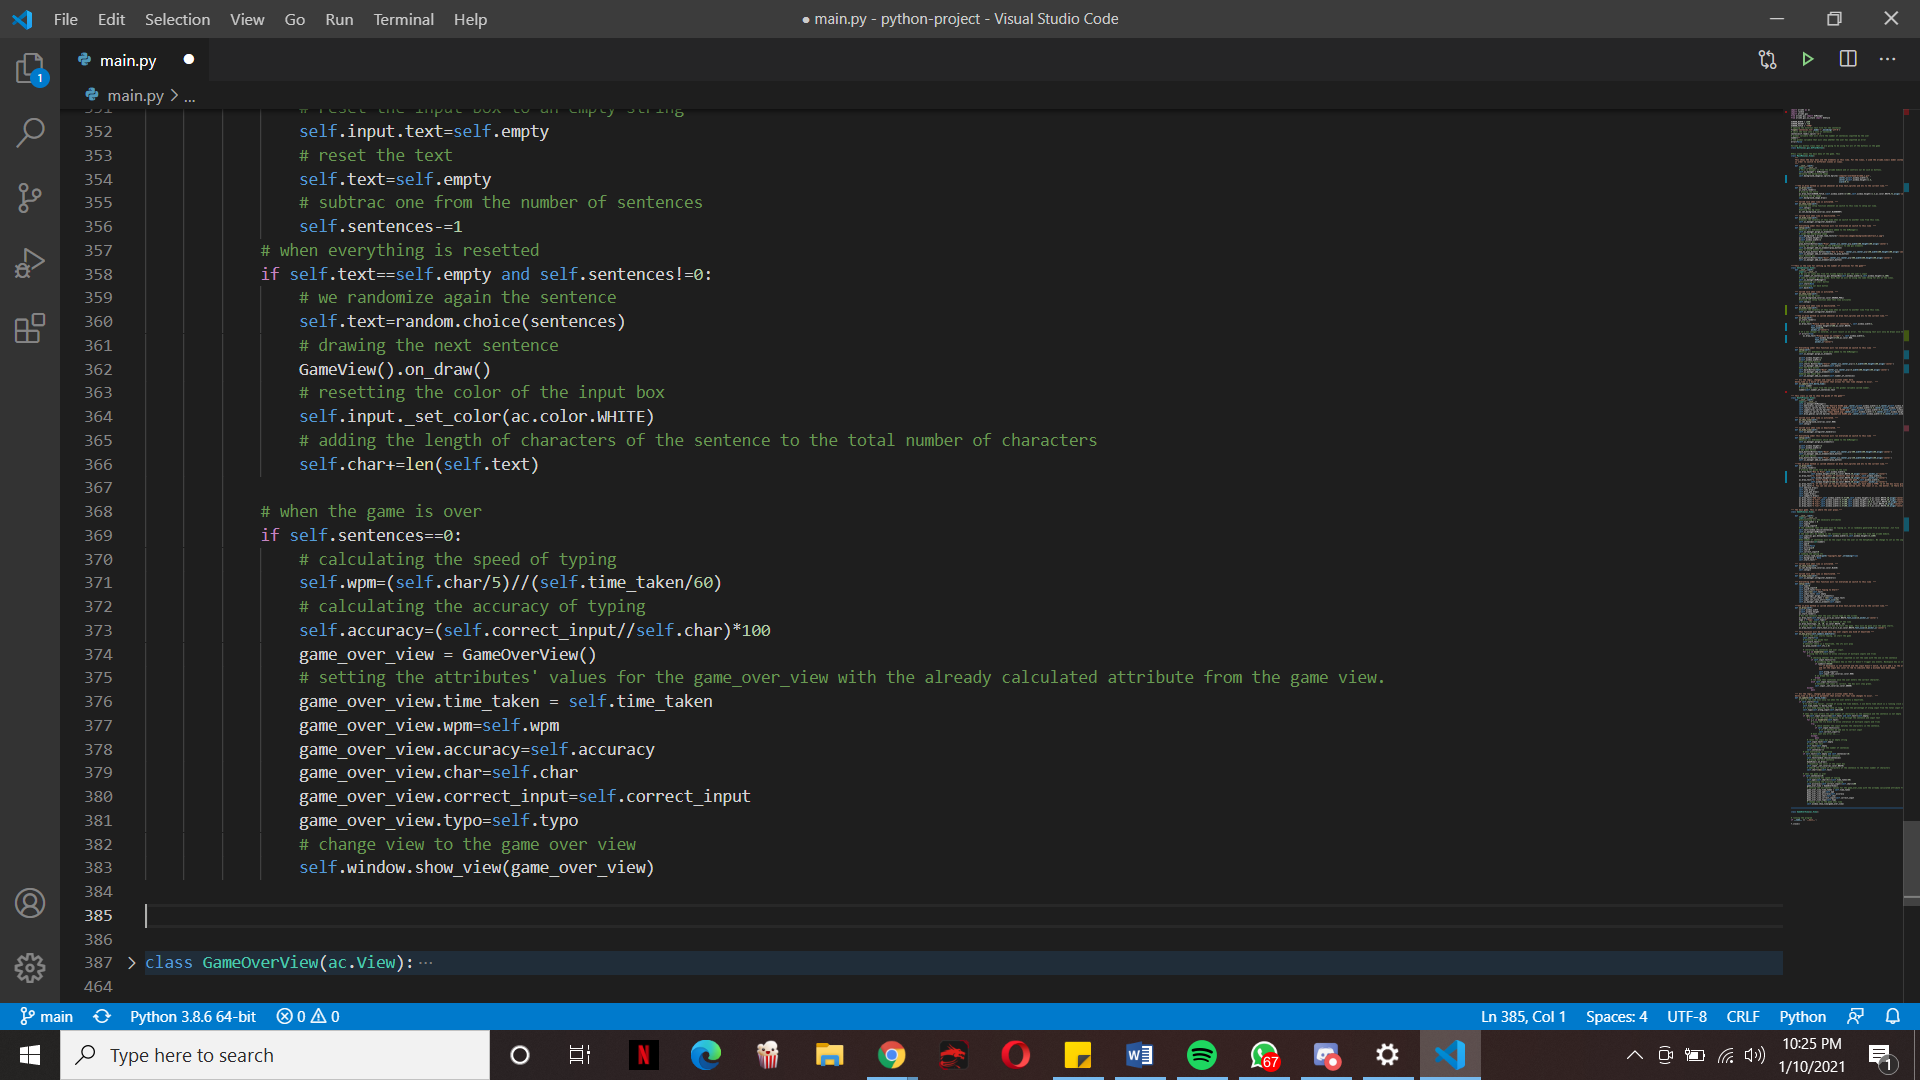 File Edit Selection View Go Run Terminal Help
● main.py - python-project - Visual Studio Code
main.py
1
main.py > ...
351 # reset the input box to an empty string
352 self.input.text=self.empty
353 # reset the text
354 self.text=self.empty
355 # subtrac one from the number of sentences
356 self.sentences-=1
357 # when everything is resetted
358 if self.text==self.empty and self.sentences!=0:
359 # we randomize again the sentence
360 self.text=random.choice(sentences)
361 # drawing the next sentence
362 GameView().on_draw()
363 # resetting the color of the input box
364 self.input._set_color(ac.color.WHITE)
365 # adding the length of characters of the sentence to the total number of characters
366 self.char+=len(self.text)
367
368 # when the game is over
369 if self.sentences==0:
370 # calculating the speed of typing
371 self.wpm=(self.char/5)//(self.time_taken/60)
372 # calculating the accuracy of typing
373 self.accuracy=(self.correct_input//self.char)*100
374 game_over_view = GameOverView()
375 # setting the attributes' values for the game_over_view with the already calculated attribute from the game view.
376 game_over_view.time_taken = self.time_taken
377 game_over_view.wpm=self.wpm
378 game_over_view.accuracy=self.accuracy
379 game_over_view.char=self.char
380 game_over_view.correct_input=self.correct_input
381 game_over_view.typo=self.typo
382 # change view to the game over view
383 self.window.show_view(game_over_view)
384
385
386
387 class GameOverView(ac.View): ...
464
main Python 3.8.6 64-bit 0 0 Ln 385, Col 1 Spaces: 4 UTF-8 CRLF Python
Type here to search
N
67
10:25 PM
1/10/2021
1